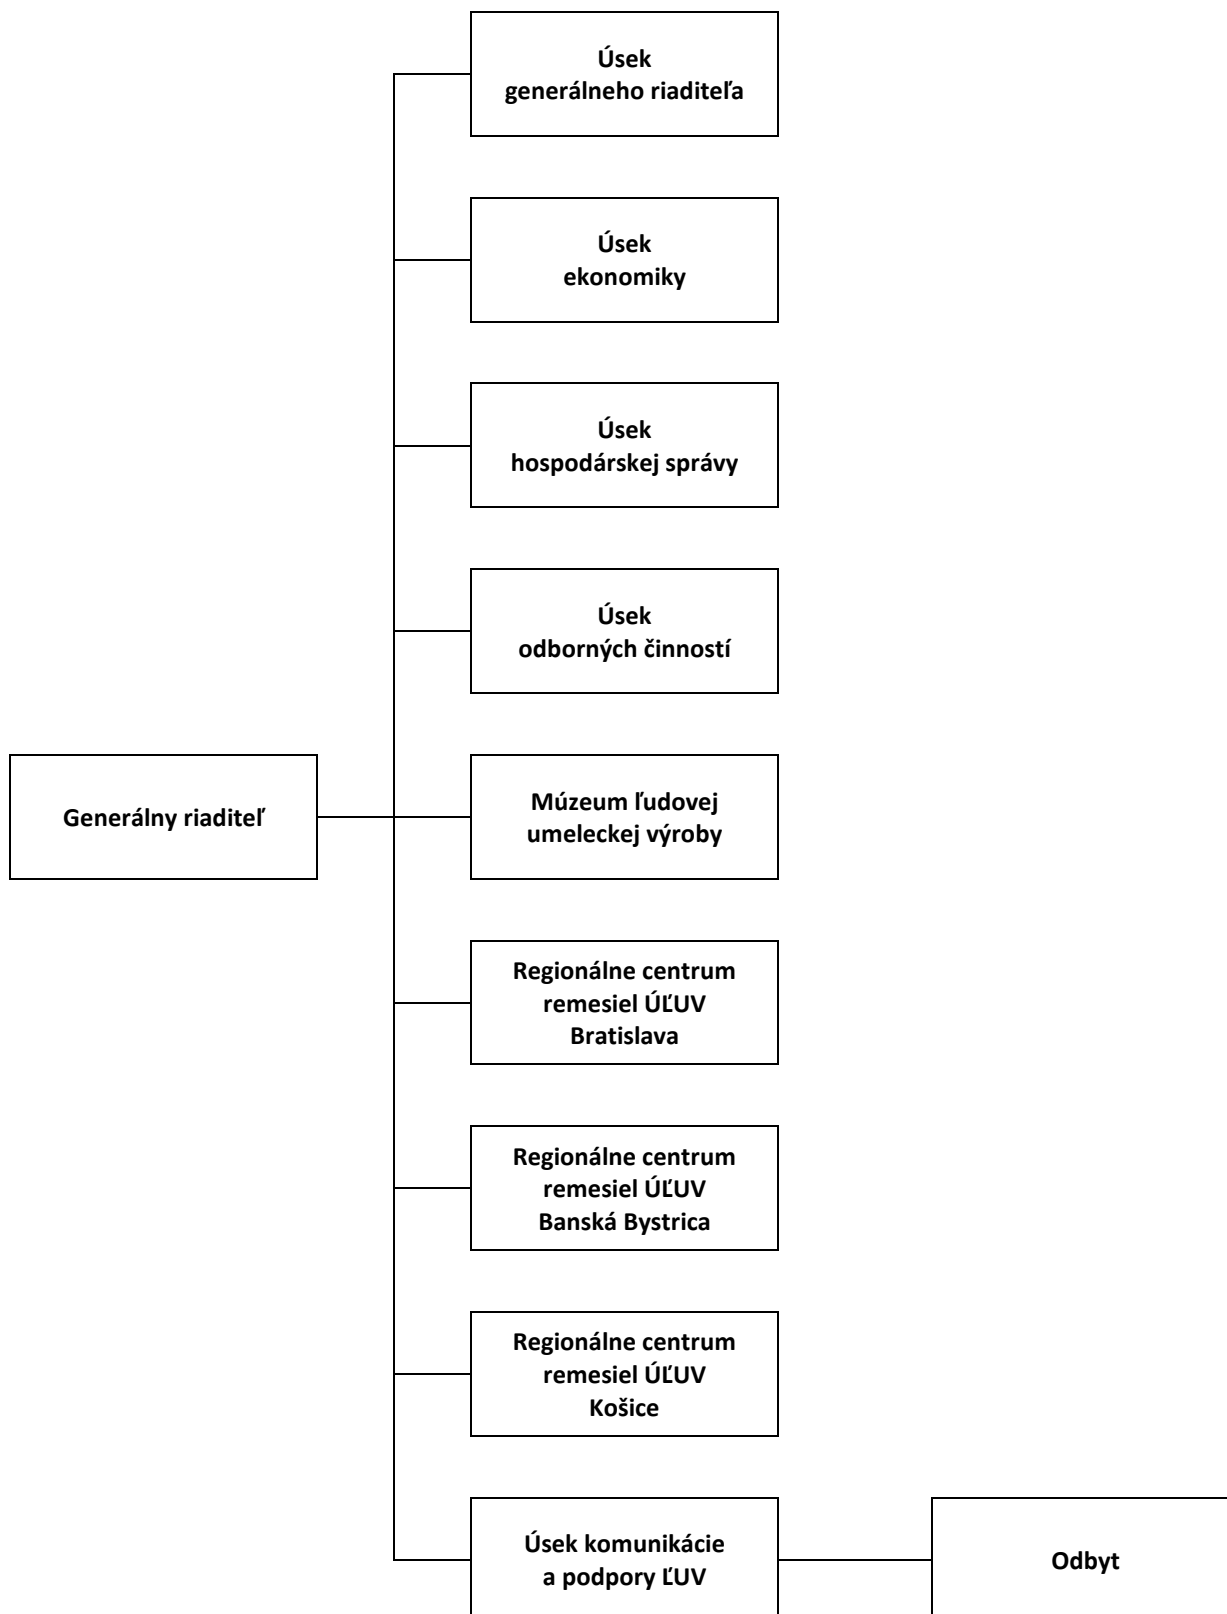 Úsek
generálneho riaditeľa
Úsek
ekonomiky
Úsek
hospodárskej správy
Úsek
odborných činností
Generálny riaditeľ
Múzeum ľudovej
umeleckej výroby
Regionálne centrum
remesiel ÚĽUV
Bratislava
Regionálne centrum
remesiel ÚĽUV
Banská Bystrica
Regionálne centrum
remesiel ÚĽUV
Košice
Úsek komunikácie
a podpory ĽUV
Odbyt